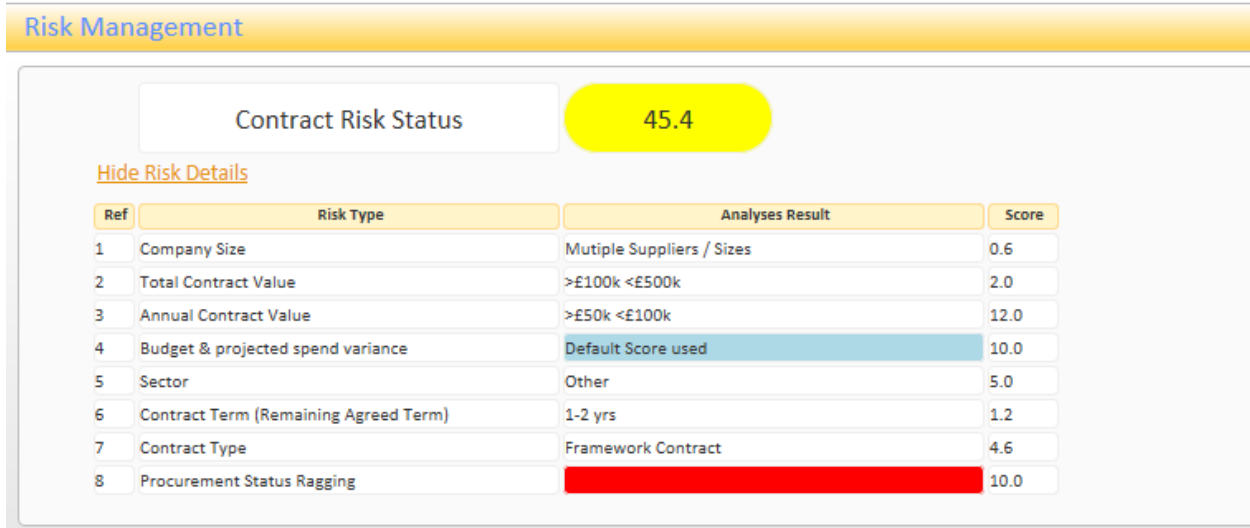 Risk Management
Contract Risk Status 45.4
Hide Risk Details
Ref Risk Type Analyses Result Score
1 Company Size Mutiple Suppliers / Sizes 0.6
2 Total Contract Value >£100k <£500k 2.0
3 Annual Contract Value >£50k <£100k 12.0
4 Budget & projected spend variance Default Score used 10.0
5 Sector Other 5.0
6 Contract Term (Remaining Agreed Term) 1-2 yrs 1.2
7 Contract Type Framework Contract 4.6
8 Procurement Status Ragging 10.0